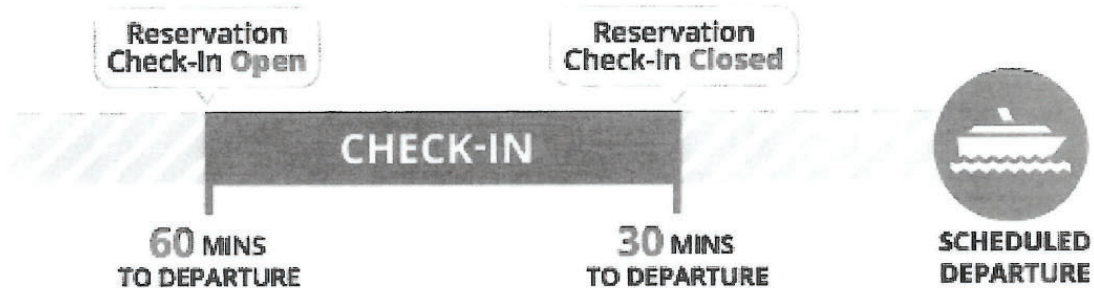 Reservation
Check-In Open
Reservation
Check-In Closed
CHECK-IN
60 MINS
TO DEPARTURE
30 MINS
TO DEPARTURE
SCHEDULED
DEPARTURE